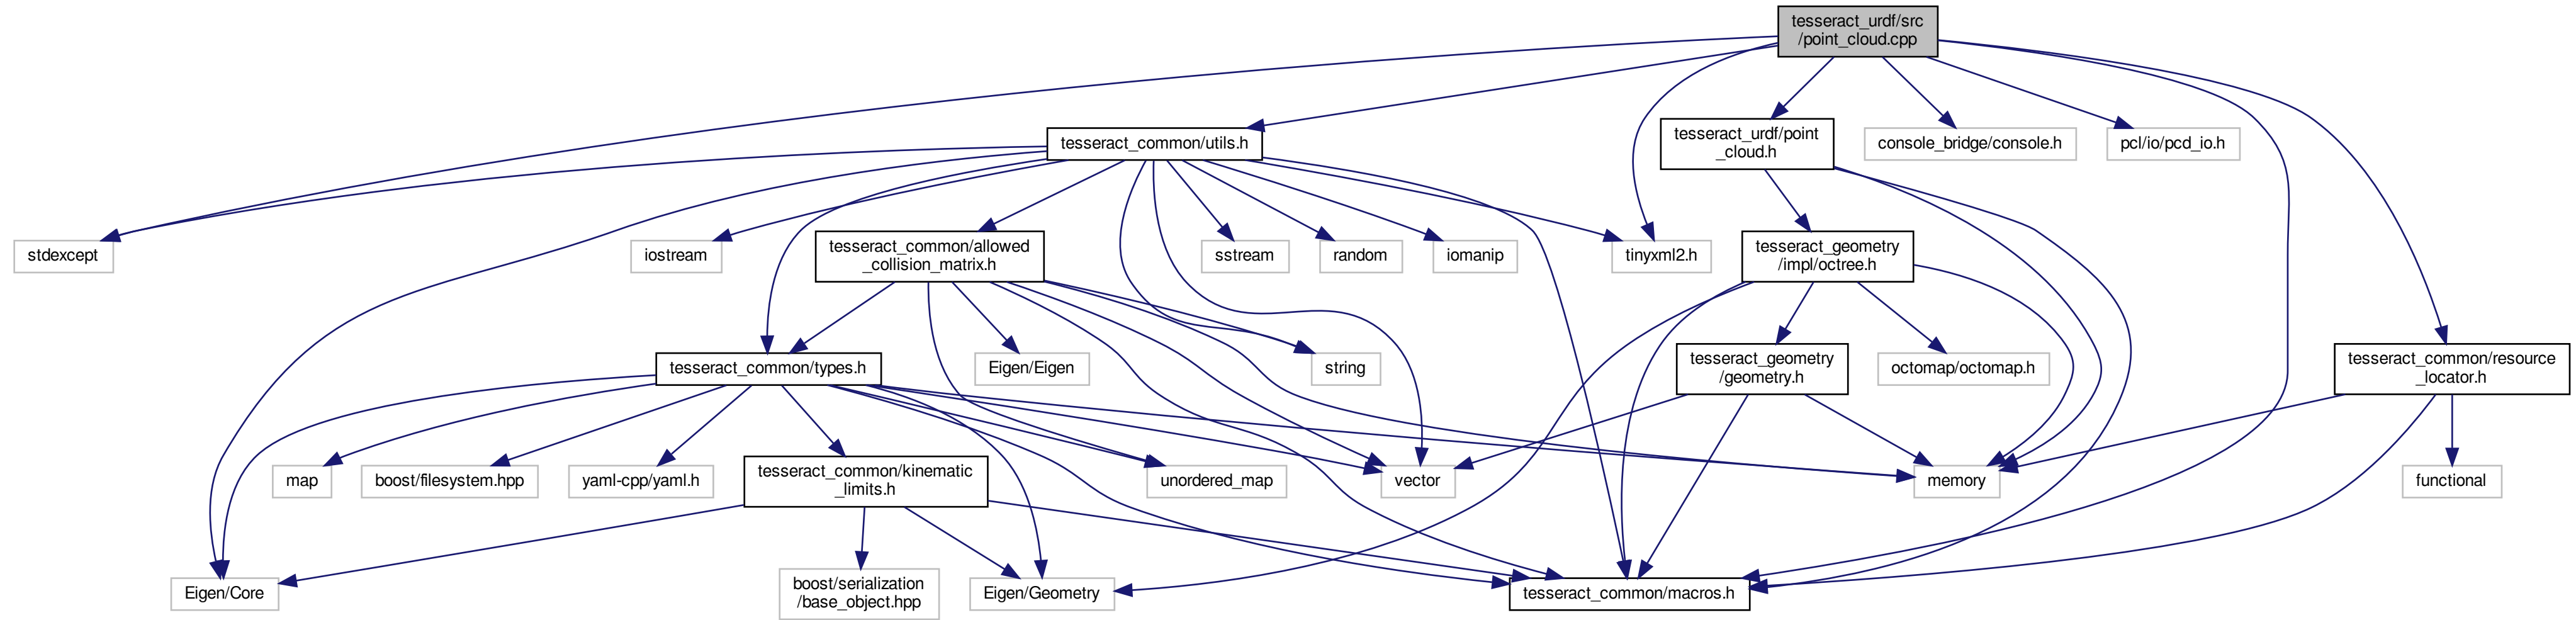 tesseract_urdf/src
/point_cloud.cpp
tesseract_common/utils.h
tesseract_urdf/point
_cloud.h
console_bridge/console.h
pcl/io/pcd_io.h
stdexcept
iostream
tesseract_common/allowed
_collision_matrix.h
sstream
random
iomanip
tinyxml2.h
tesseract_geometry
/impl/octree.h
tesseract_common/types.h
Eigen/Eigen
string
tesseract_geometry
/geometry.h
octomap/octomap.h
tesseract_common/resource
_locator.h
map
boost/filesystem.hpp
yaml-cpp/yaml.h
tesseract_common/kinematic
_limits.h
unordered_map
vector
memory
functional
Eigen/Core
boost/serialization
/base_object.hpp
Eigen/Geometry
tesseract_common/macros.h